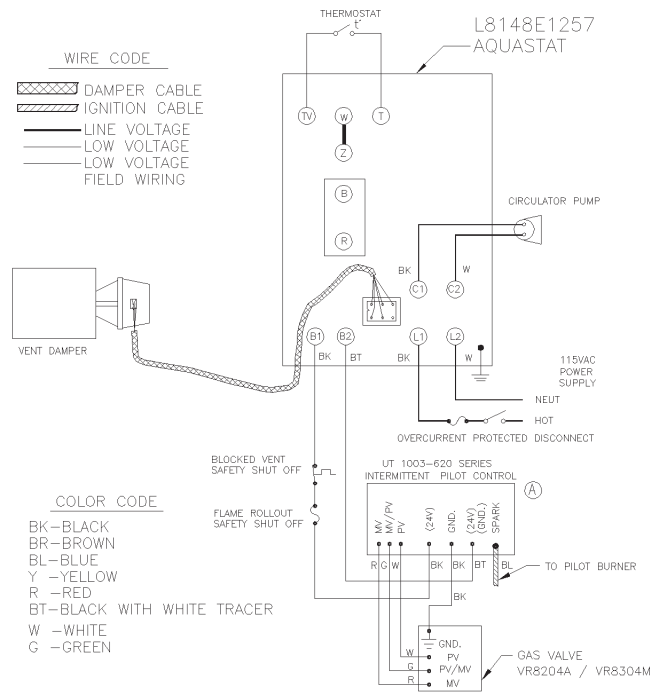 THERMOSTAT
t°
L8148E1257
AQUASTAT
WIRE CODE
DAMPER CABLE
IGNITION CABLE
LINE VOLTAGE
LOW VOLTAGE
LOW VOLTAGE
FIELD WIRING
TV
W
T
Z
B
R
CIRCULATOR PUMP
BK
W
C1
C2
VENT DAMPER
B1
B2
L1
L2
BK
BT
BK
W
115VAC
POWER
SUPPLY
NEUT
HOT
OVERCURRENT PROTECTED DISCONNECT
BLOCKED VENT
SAFETY SHUT OFF
UT 1003-620 SERIES
INTERMITTENT PILOT CONTROL
A
FLAME ROLLOUT
SAFETY SHUT OFF
MV
MV/PV
PV
(24V)
GND.
(24V)
(GND.)
SPARK
R G W
BK
BK
BT
BL
TO PILOT BURNER
BK
COLOR CODE
BK-BLACK
BR-BROWN
BL-BLUE
Y -YELLOW
R -RED
BT-BLACK WITH WHITE TRACER
W -WHITE
G -GREEN
GND.
W
PV
G
PV/MV
R
MV
GAS VALVE
VR8204A / VR8304M